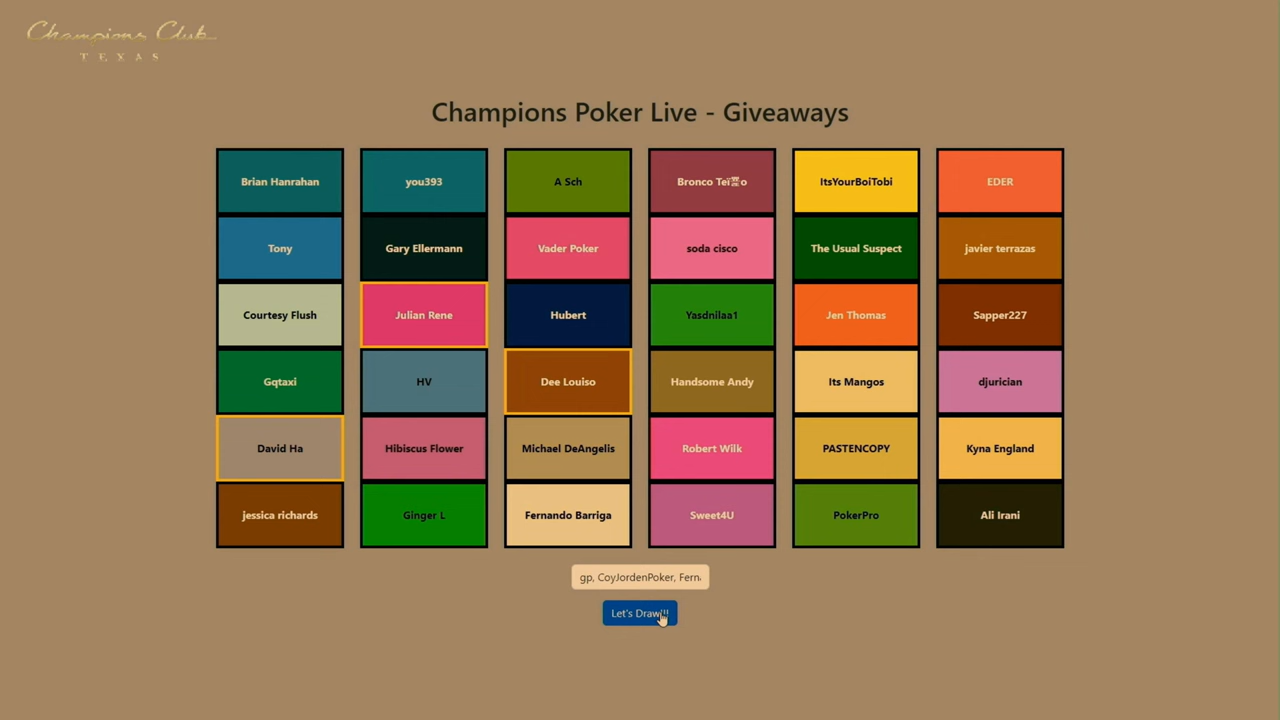 Champions Club
TEXAS
Champions Poker Live - Giveaways
Brian Hanrahan
you393
A Sch
ItsYourBoiTobi
EDER
Tony
Gary Ellermann
Vader Poker
soda cisco
The Usual Suspect
javier terrazas
Courtesy Flush
Julian Rene
Hubert
Yasdnilaa1
Jen Thomas
Sapper227
Gqtaxi
HV
Dee Louiso
Handsome Andy
Its Mangos
djurician
David Ha
Hibiscus Flower
Michael DeAngelis
Robert Wilk
PASTENCOPY
Kyna England
jessica richards
Ginger L
Fernando Barriga
Sweet4U
PokerPro
Ali Irani
gp, CoyJordenPoker, Fern
Let's Draw!!!